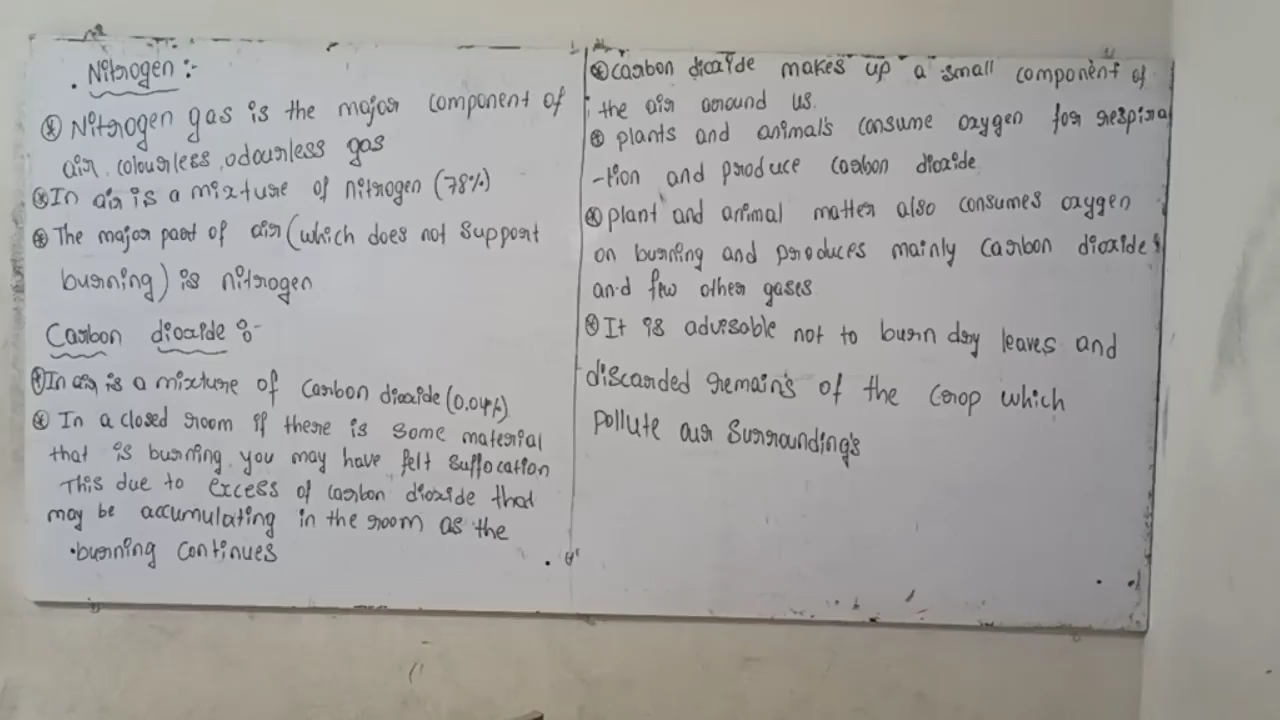 . Nitrogen :-
⊛ Nitrogen gas is the major component of
air, colourless, odourless gas
⊛ In air is a mixture of nitrogen (78%)
⊛ The major part of air (which does not support
burning) is nitrogen
Carbon dioxide :-
⊛ In air is a mixture of Carbon dioxide (0.04%)
⊛ In a closed room if there is some material
that is burning you may have felt suffocation
This due to excess of carbon dioxide that
may be accumulating in the room as the
burning continues
⊛ Carbon dioxide makes up a small component of
the air around us.
⊛ plants and animal's consume oxygen for respira
-tion and produce carbon dioxide
⊛ plant and animal matter also consumes oxygen
on burning and produces mainly Carbon dioxide
and few other gases
⊛ It is advisable not to burn dry leaves and
discarded remain's of the Crop which
Pollute our Surrounding's